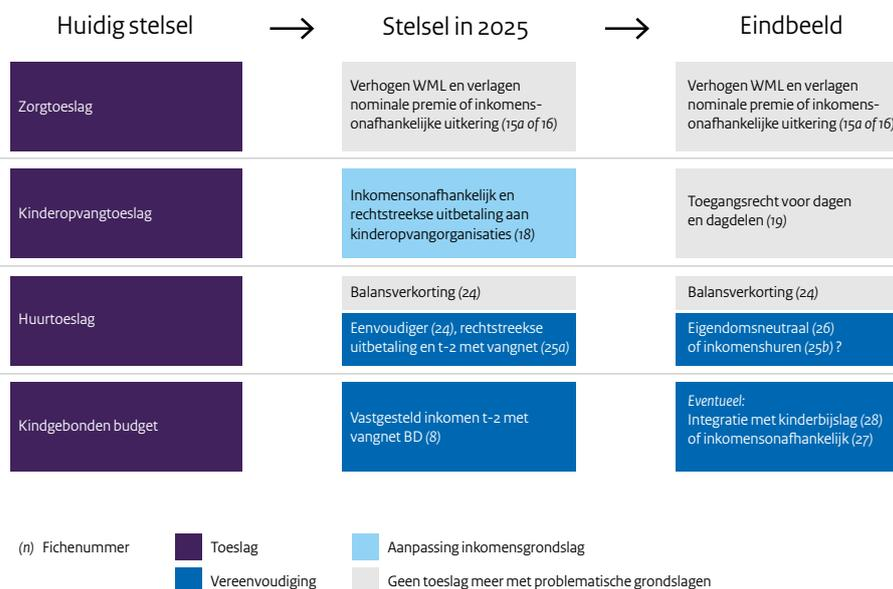 Huidig stelsel
Stelsel in 2025
Eindbeeld
Zorgtoeslag
Verhogen WML en verlagen
nominale premie of inkomens-
onafhankelijke uitkering (15a of 16)
Verhogen WML en verlagen
nominale premie of inkomens-
onafhankelijke uitkering (15a of 16)
Kinderopvangtoeslag
Inkomensonafhankelijk en
rechtstreekse uitbetaling aan
kinderopvangorganisaties (18)
Toegangsrecht voor dagen
en dagdelen (19)
Huurtoeslag
Balansverkorting (24)
Eenvoudiger (24), rechtstreekse
uitbetaling en t-2 met vangnet (25a)
Balansverkorting (24)
Eigendomsneutraal (26)
of inkomenshuren (25b) ?
Kindgebonden budget
Vastgesteld inkomen t-2 met
vangnet BD (8)
Eventueel:
Integratie met kinderbijslag (28)
of inkomensonafhankelijk (27)
(n) Fichenummer
Toeslag
Aanpassing inkomensgrondslag
Vereenvoudiging
Geen toeslag meer met problematische grondslagen